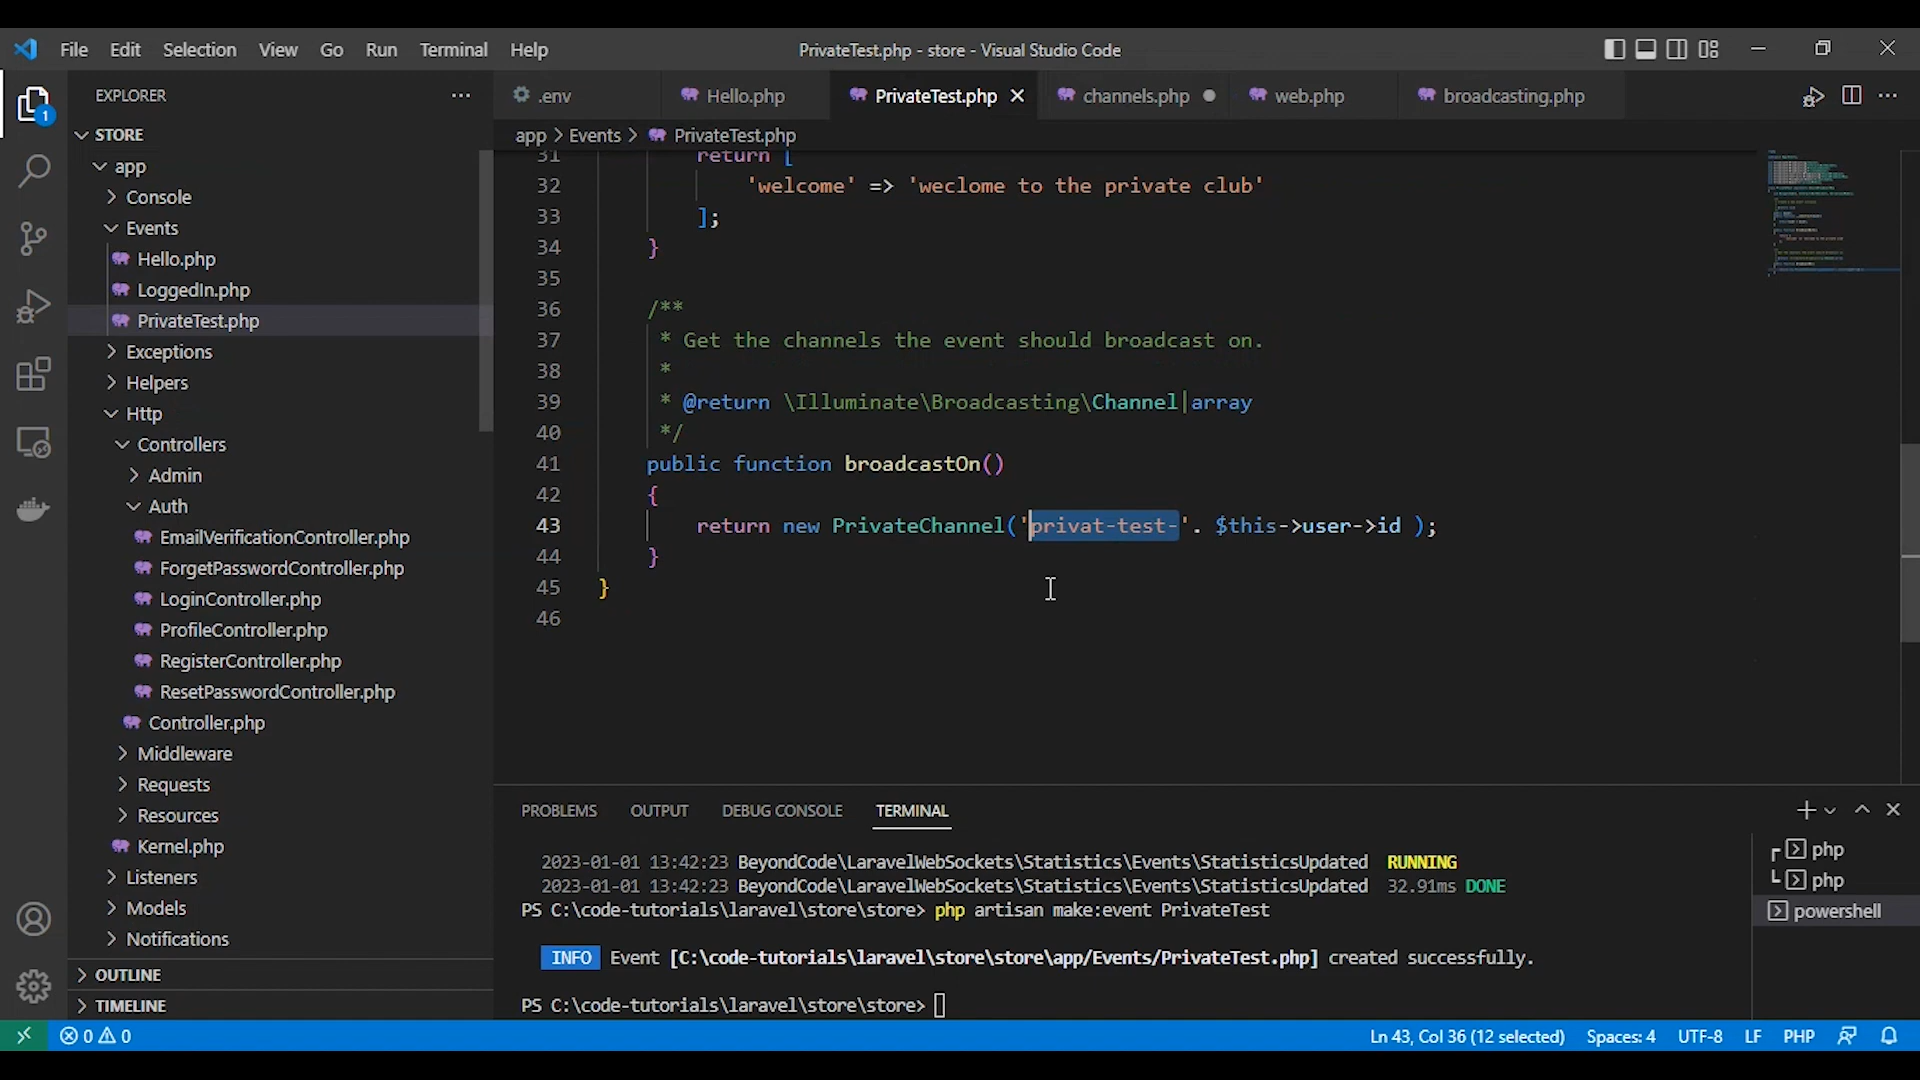 File Edit Selection View Go Run Terminal Help
PrivateTest.php - store - Visual Studio Code
EXPLORER
.env Hello.php PrivateTest.php channels.php web.php broadcasting.php
app > Events > PrivateTest.php
1
STORE
app
Console
Events
Hello.php
LoggedIn.php
PrivateTest.php
Exceptions
Helpers
Http
Controllers
Admin
Auth
EmailVerificationController.php
ForgetPasswordController.php
LoginController.php
ProfileController.php
RegisterController.php
ResetPasswordController.php
Controller.php
Middleware
Requests
Resources
Kernel.php
Listeners
Models
Notifications
OUTLINE
TIMELINE
31 return [
32 'welcome' => 'weclome to the private club'
33 ];
34 }
35
36 /**
37 * Get the channels the event should broadcast on.
38 *
39 * @return \Illuminate\Broadcasting\Channel|array
40 */
41 public function broadcastOn()
42 {
43 return new PrivateChannel('privat-test-'. $this->user->id );
44 }
45 }
46
PROBLEMS OUTPUT DEBUG CONSOLE TERMINAL
2023-01-01 13:42:23 BeyondCode\LaravelWebSockets\Statistics\Events\StatisticsUpdated RUNNING
2023-01-01 13:42:23 BeyondCode\LaravelWebSockets\Statistics\Events\StatisticsUpdated 32.91ms DONE
PS C:\code-tutorials\laravel\store\store> php artisan make:event PrivateTest
INFO Event [C:\code-tutorials\laravel\store\store\app/Events/PrivateTest.php] created successfully.
PS C:\code-tutorials\laravel\store\store>
php
php
powershell
0 0
Ln 43, Col 36 (12 selected) Spaces: 4 UTF-8 LF PHP